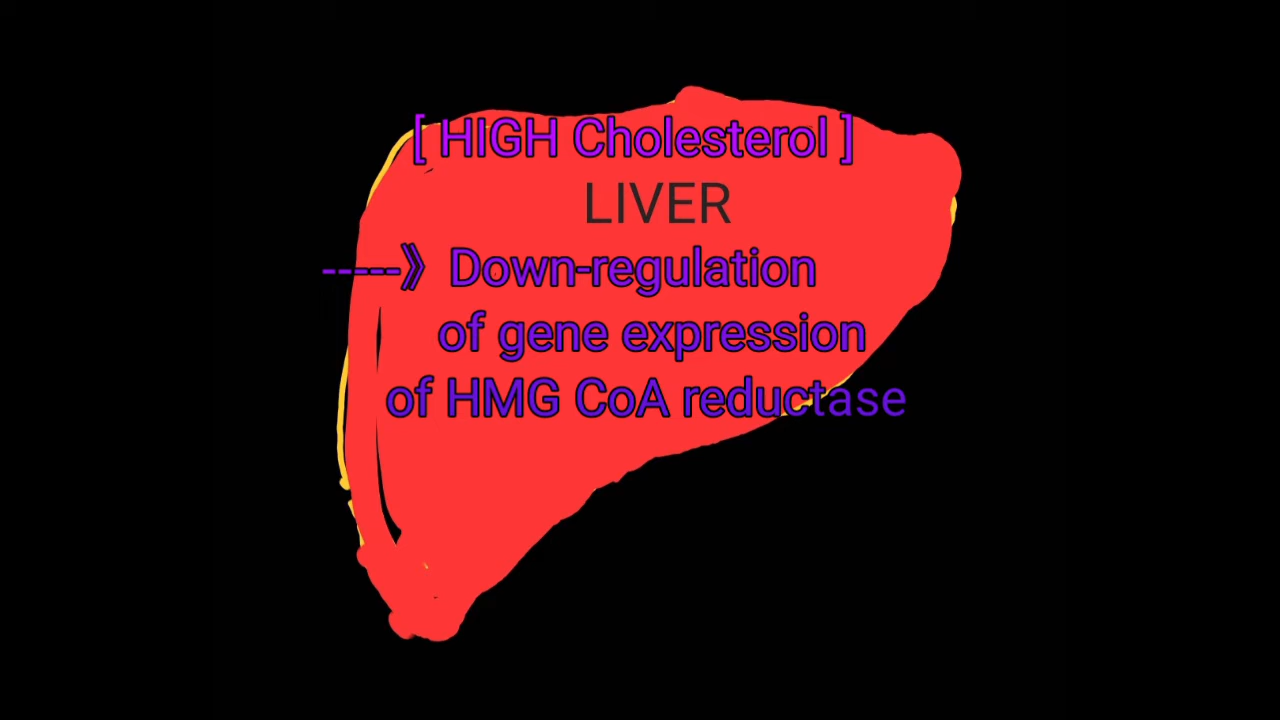 [ HIGH Cholesterol ]
LIVER
-----》Down-regulation
of gene expression
of HMG CoA reductase